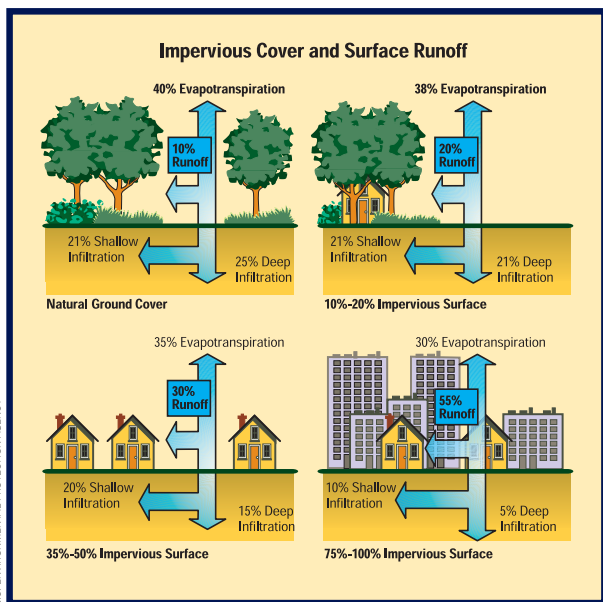 Impervious Cover and Surface Runoff
40% Evapotranspiration
10%
Runoff
21% Shallow
Infiltration
25% Deep
Infiltration
Natural Ground Cover
38% Evapotranspiration
20%
Runoff
21% Shallow
Infiltration
21% Deep
Infiltration
10%-20% Impervious Surface
35% Evapotranspiration
30%
Runoff
20% Shallow
Infiltration
15% Deep
Infiltration
35%-50% Impervious Surface
30% Evapotranspiration
55%
Runoff
10% Shallow
Infiltration
5% Deep
Infiltration
75%-100% Impervious Surface